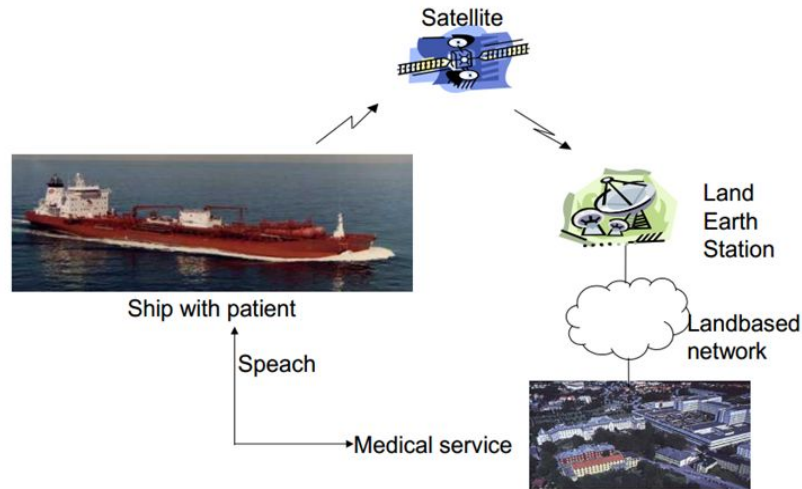 Satellite
Land
Earth
Station
Ship with patient
Landbased
network
Speach
Medical service